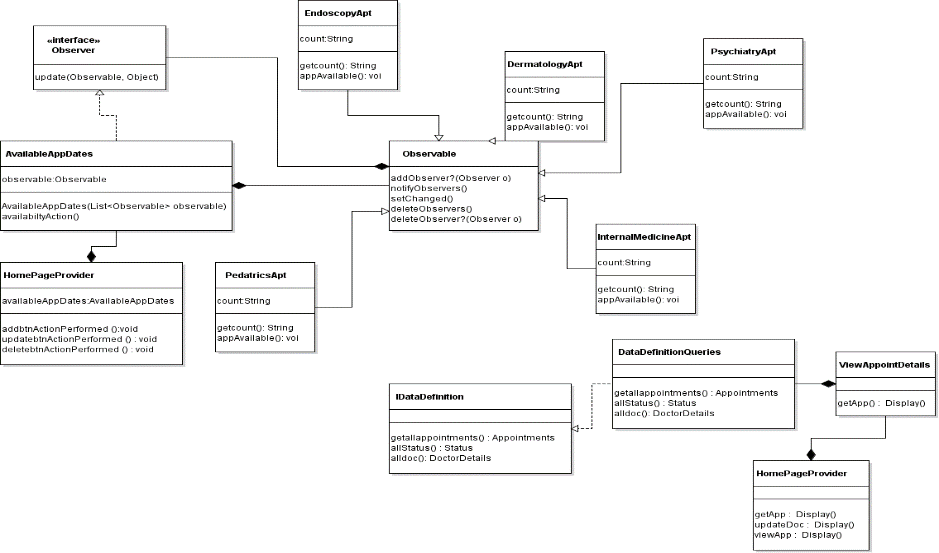 EndoscopyApt
count:String
getcount(): String
appAvailable(): voi
«interface»
Observer
update(Observable, Object)
DermatologyApt
count:String
getcount(): String
appAvailable(): voi
PsychiatryApt
count:String
getcount(): String
appAvailable(): voi
AvailableAppDates
observable:Observable
AvailableAppDates(List<Observable> observable)
availabiltyAction()
Observable
addObserver?(Observer o)
notifyObservers()
setChanged()
deleteObservers()
deleteObserver?(Observer o)
InternalMedicineApt
count:String
getcount(): String
appAvailable(): voi
HomePageProvider
availableAppDates:AvailableAppDates
addbtnActionPerformed ():void
updatebtnActionPerformed () : void
deletebtnActionPerformed () : void
PedatricsApt
count:String
getcount(): String
appAvailable(): voi
DataDefinitionQueries
getallappointments() : Appointments
allStatus() : Status
alldoc(): DoctorDetails
ViewAppointDetails
getApp() : Display()
IDataDefinition
getallappointments() : Appointments
allStatus() : Status
alldoc(): DoctorDetails
HomePageProvider
getApp : Display()
updateDoc : Display()
viewApp : Display()